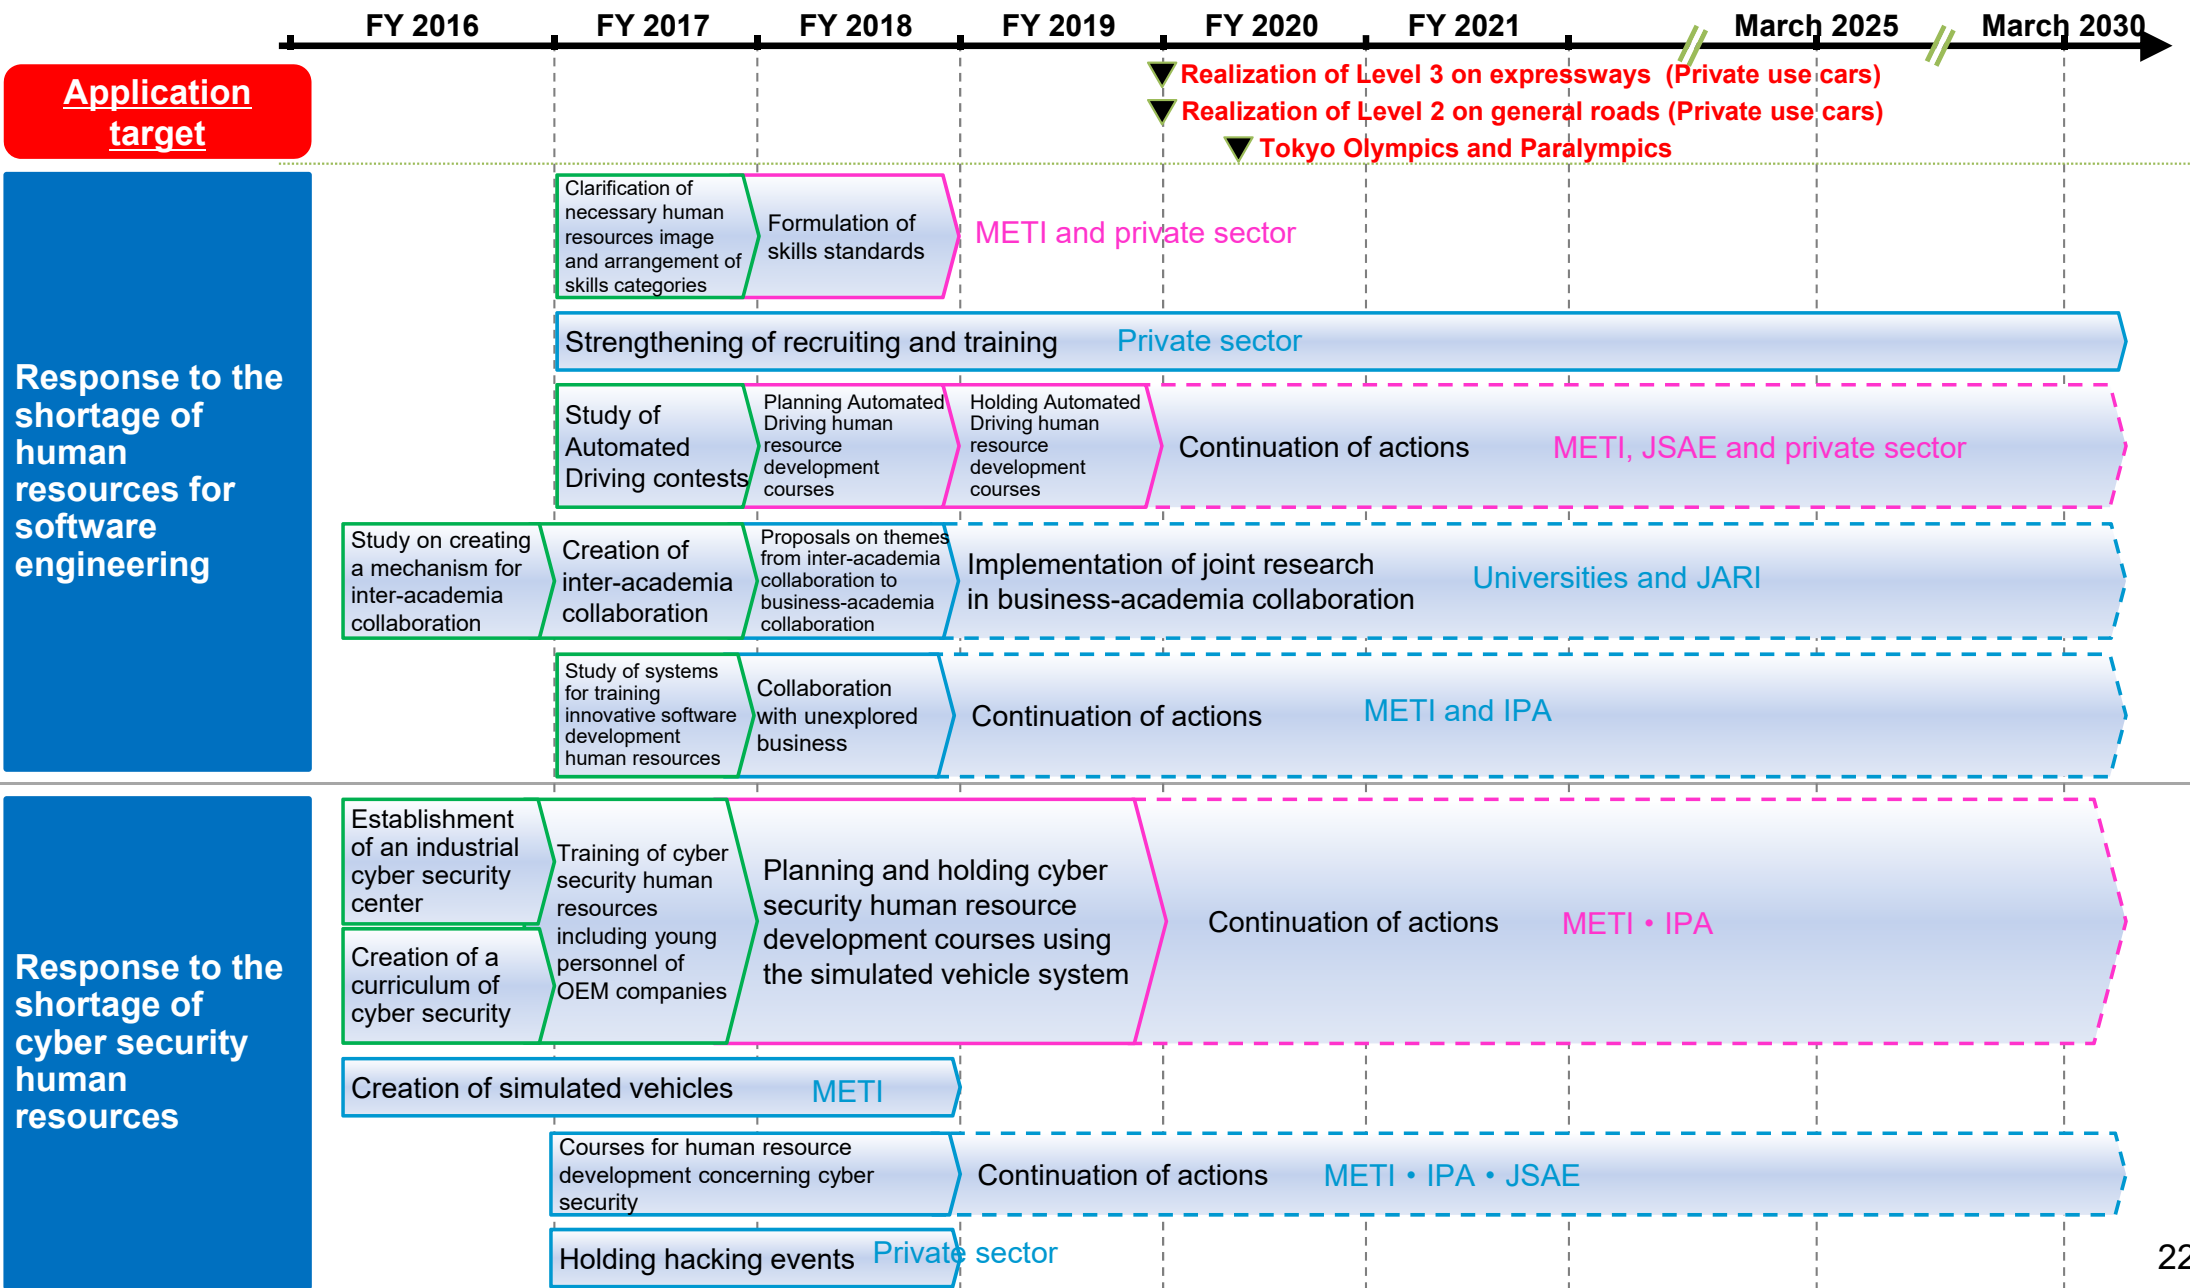 FY 2016 FY 2017 FY 2018 FY 2019 FY 2020 FY 2021 March 2025 March 2030
Application
target
Realization of Level 3 on expressways (Private use cars)
Realization of Level 2 on general roads (Private use cars)
Tokyo Olympics and Paralympics
Response to the
shortage of
human
resources for
software
engineering
Clarification of
necessary human
resources image
and arrangement of
skills categories
Formulation of
skills standards
METI and private sector
Strengthening of recruiting and training
Private sector
Study of
Automated
Driving contests
Planning Automated
Driving human
resource
development
courses
Holding Automated
Driving human
resource
development
courses
Continuation of actions
METI, JSAE and private sector
Study on creating
a mechanism for
inter-academia
collaboration
Creation of
inter-academia
collaboration
Proposals on themes
from inter-academia
collaboration to
business-academia
collaboration
Implementation of joint research
in business-academia collaboration
Universities and JARI
Study of systems
for training
innovative software
development
human resources
Collaboration
with unexplored
business
Continuation of actions
METI and IPA
Response to the
shortage of
cyber security
human
resources
Establishment
of an industrial
cyber security
center
Creation of a
curriculum of
cyber security
Training of cyber
security human
resources
including young
personnel of
OEM companies
Planning and holding cyber
security human resource
development courses using
the simulated vehicle system
Continuation of actions
METI・IPA
Creation of simulated vehicles
METI
Courses for human resource
development concerning cyber
security
Continuation of actions
METI・IPA・JSAE
Holding hacking events
Private sector
22